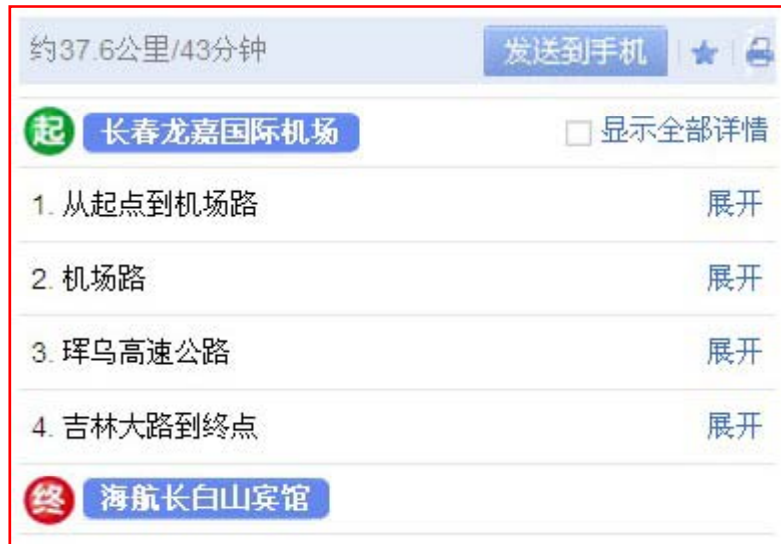 约37.6公里/43分钟 发送到手机
起 长春龙嘉国际机场 显示全部详情
1. 从起点到机场路 展开
2. 机场路 展开
3. 珲乌高速公路 展开
4. 吉林大路到终点 展开
终 海航长白山宾馆